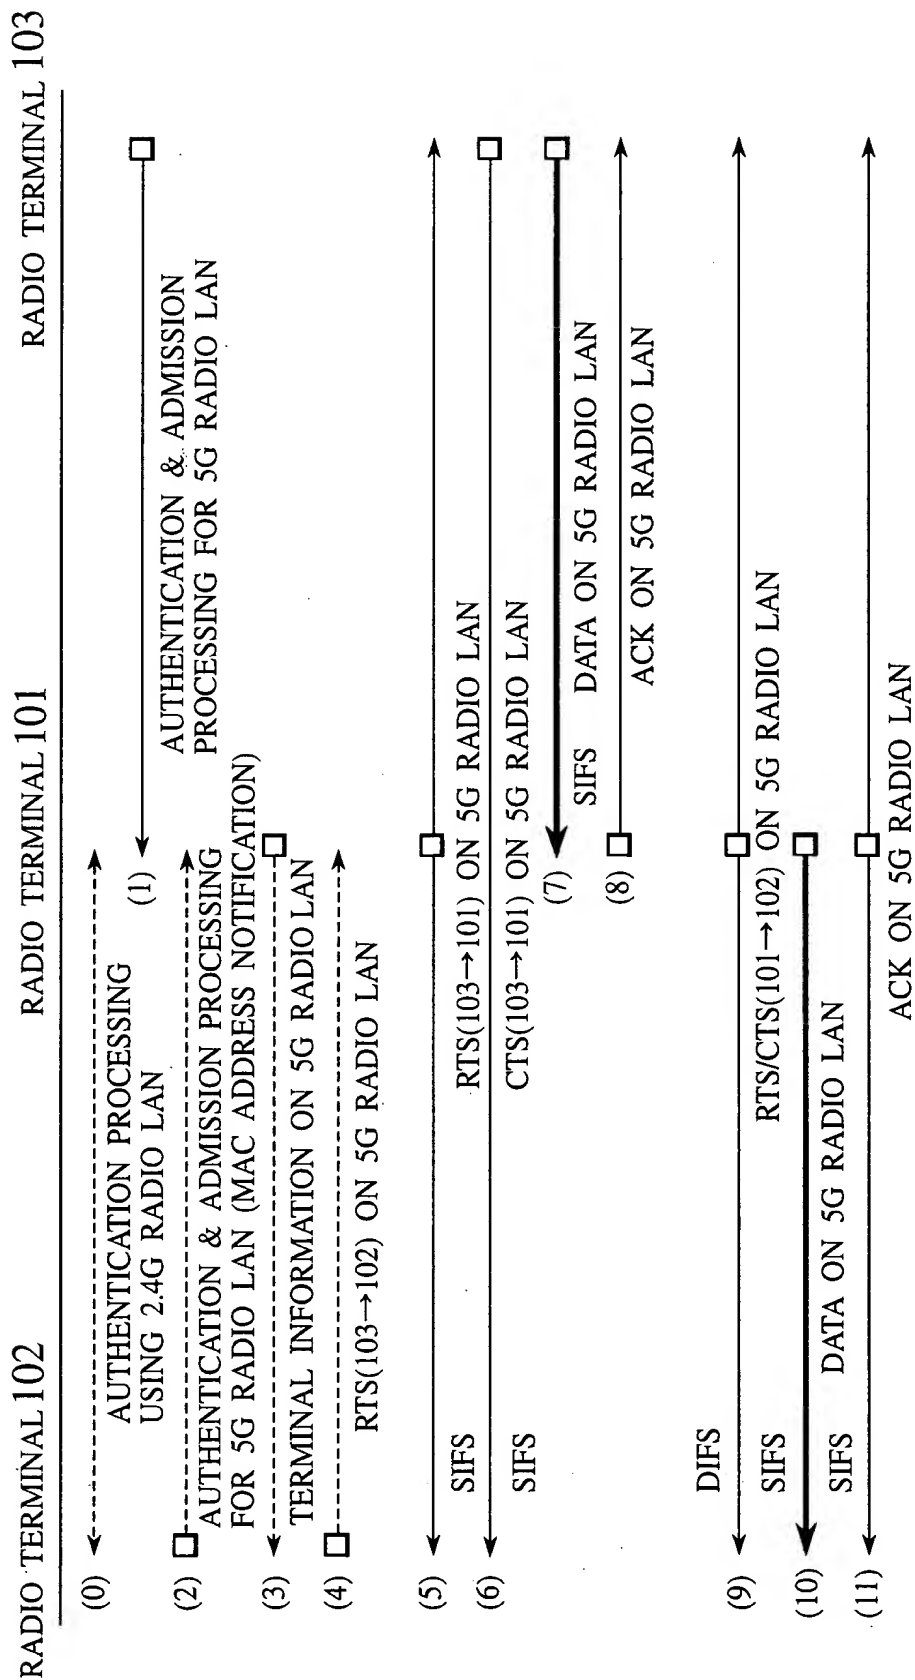 RADIO TERMINAL 102
RADIO TERMINAL 101
RADIO TERMINAL 103
(0)
AUTHENTICATION PROCESSING
USING 2.4G RADIO LAN
(1)
AUTHENTICATION & ADMISSION
PROCESSING FOR 5G RADIO LAN
(2)
AUTHENTICATION & ADMISSION PROCESSING
FOR 5G RADIO LAN (MAC ADDRESS NOTIFICATION)
(3)
TERMINAL INFORMATION ON 5G RADIO LAN
(4)
RTS(103→102) ON 5G RADIO LAN
(5)
SIFS
RTS(103→101) ON 5G RADIO LAN
(6)
SIFS
CTS(103→101) ON 5G RADIO LAN
(7)
SIFS
DATA ON 5G RADIO LAN
(8)
ACK ON 5G RADIO LAN
DIFS
(9)
SIFS
RTS/CTS(101→102) ON 5G RADIO LAN
(10)
SIFS
DATA ON 5G RADIO LAN
(11)
ACK ON 5G RADIO LAN